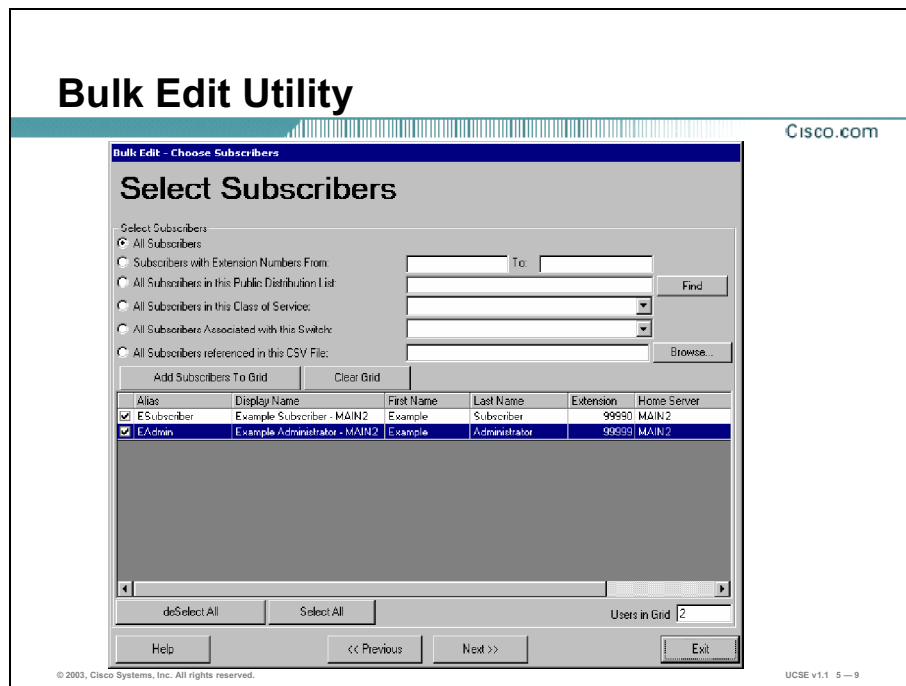 Bulk Edit Utility
Cisco.com
Bulk Edit - Choose Subscribers
Select Subscribers
Select Subscribers
All Subscribers
Subscribers with Extension Numbers From: To:
All Subscribers in this Public Distribution List: Find
All Subscribers in this Class of Service:
All Subscribers Associated with this Switch:
All Subscribers referenced in this CSV File: Browse...
Add Subscribers To Grid Clear Grid
Alias Display Name First Name Last Name Extension Home Server
ESubscriber Example Subscriber - MAIN2 Example Subscriber 99990 MAIN2
EAdmin Example Administrator - MAIN2 Example Administrator 99999 MAIN2
deSelect All Select All Users in Grid 2
Help << Previous Next >> Exit
© 2003, Cisco Systems, Inc. All rights reserved. UCSE v1.1 5 — 9